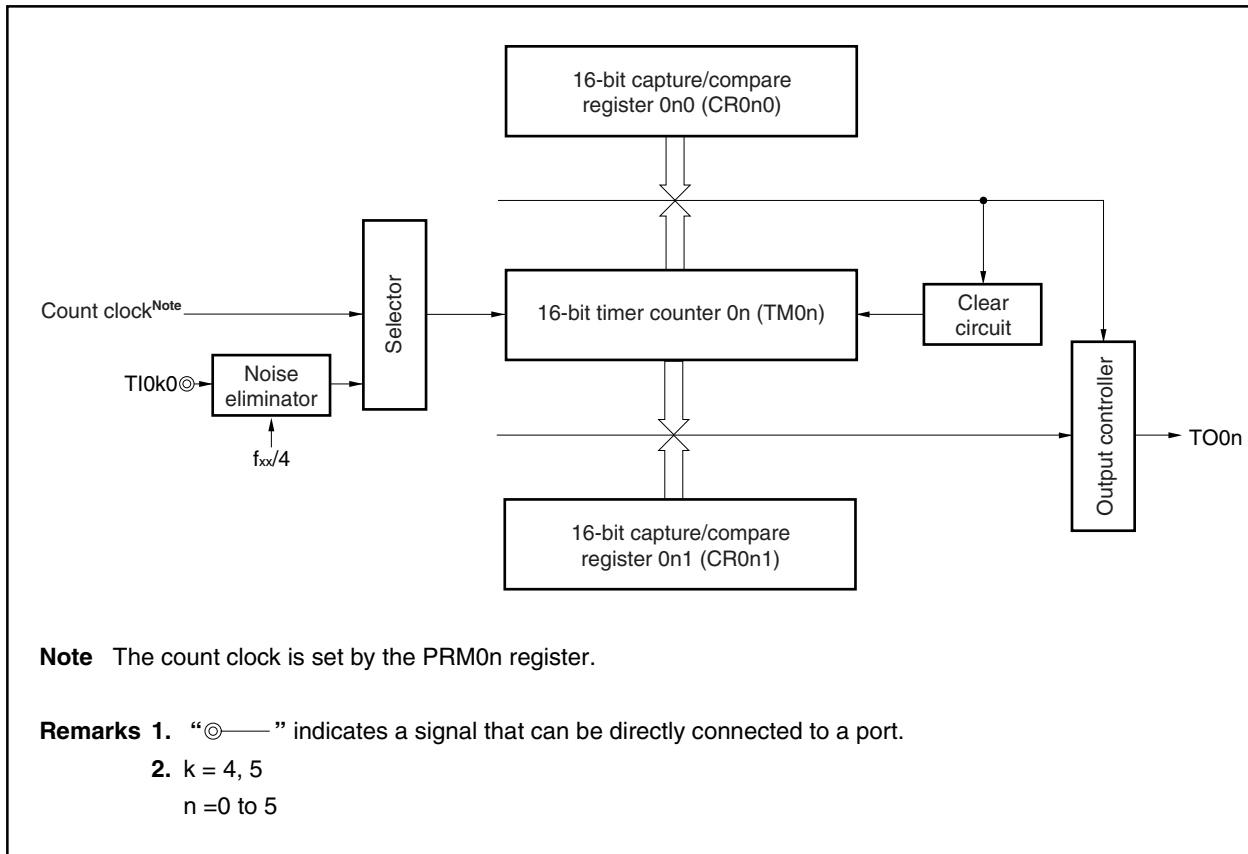 16-bit capture/compare
register 0n0 (CR0n0)
Count clockNote
Selector
16-bit timer counter 0n (TM0n)
Clear
circuit
TI0k0◎
Noise
eliminator
fxx/4
Output controller
TO0n
16-bit capture/compare
register 0n1 (CR0n1)
Note The count clock is set by the PRM0n register.
Remarks 1. “◎——” indicates a signal that can be directly connected to a port.
2. k = 4, 5
n =0 to 5